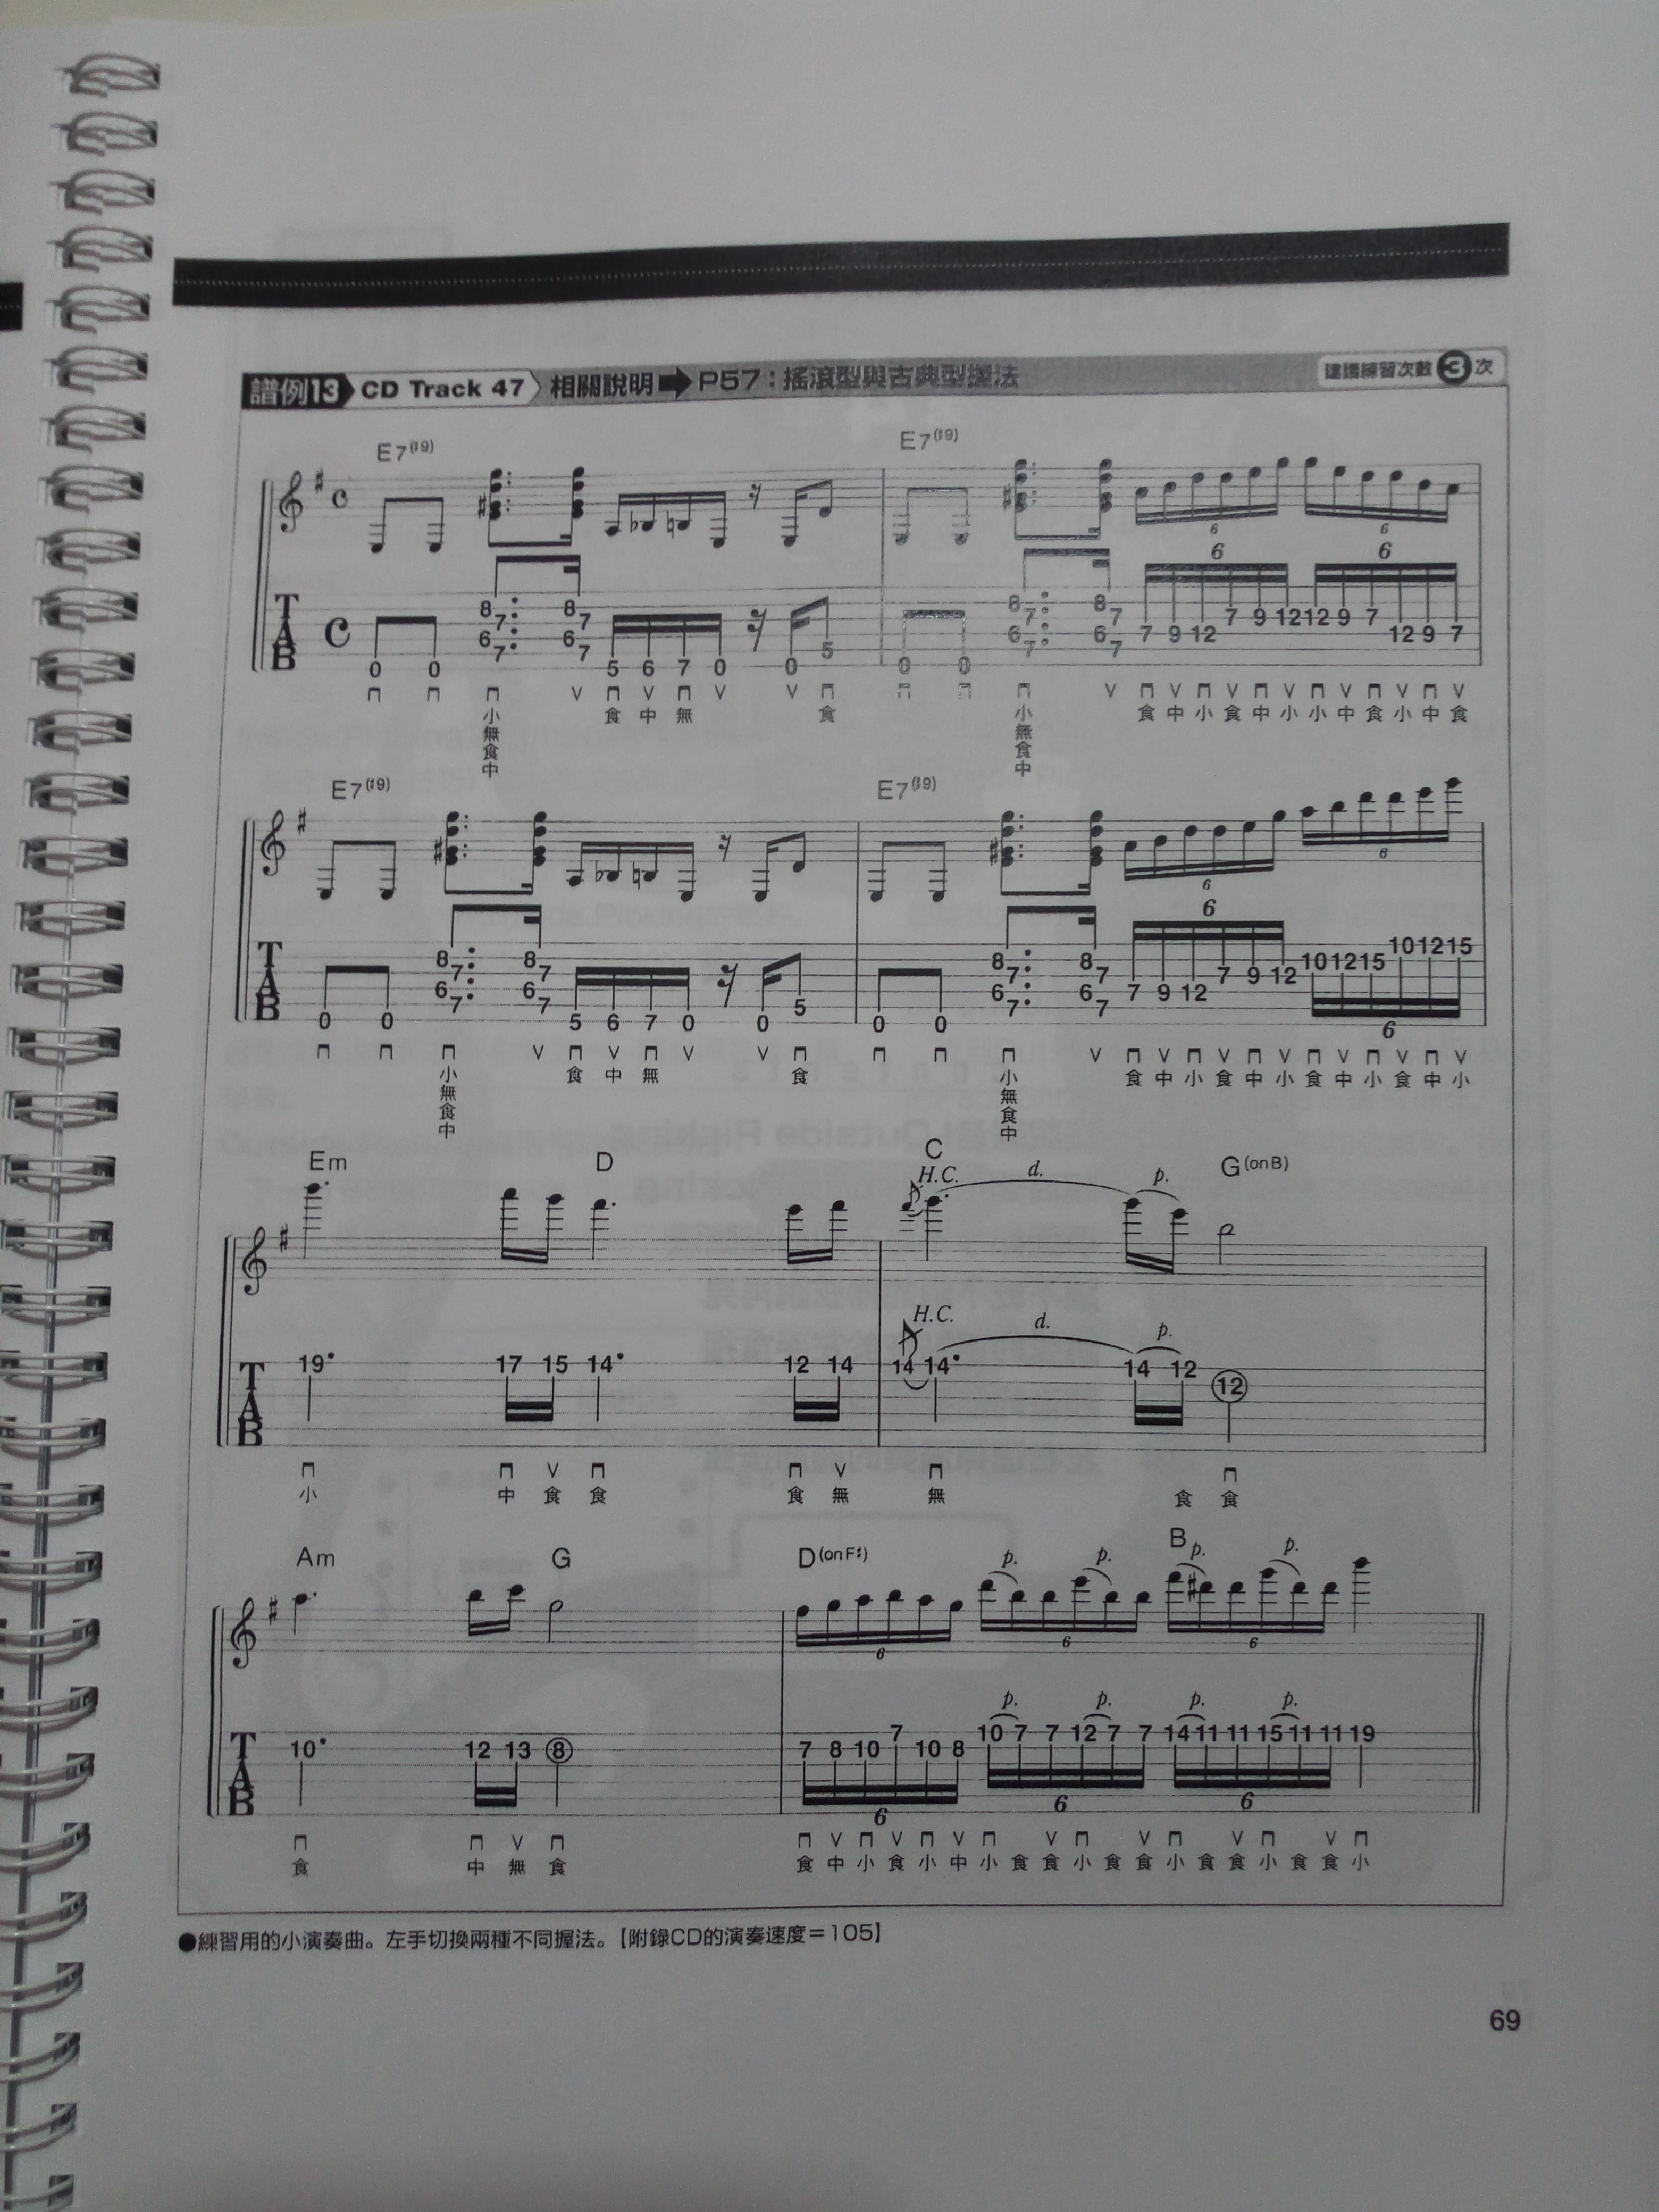 譜例13 CD Track 47 相關說明➡P57：搖滾型與古典型握法 建議練習次數3次
E7(♯9) E7(♯9)
6 6
6 6
8 7 6 7 8 7 6 7 8 7 6 7 8 7 6 7 7 9 12 7 9 12 12 9 7 12 9 7
T A B C 0 0 5 6 7 0 0 5 0 0
食 中 無 食 食 中 小 食 中 小 小 中 食 小 中 食
小無食中 小無食中
E7(♯9) E7(♯9)
6 6
6
8 7 6 7 8 7 6 7 8 7 6 7 8 7 6 7 7 9 12 7 9 12 10 12 15 10 12 15
T A B 0 0 5 6 7 0 0 5 0 0 6
食 中 無 食 食 中 小 食 中 小 食 中 小 食 中 小
小無食中 小無食中
Em D C G(onB)
H.C. d. p.
H.C. d. p.
T A B 19 17 15 14 12 14 14 14 14 12 12
小 中 食 食 食 無 無 食 食
Am G D(onF♯) B
p. p. p. p.
6 6 6
p. p. p. p.
T A B 10 12 13 8 7 8 10 7 10 8 10 7 7 12 7 7 14 11 11 15 11 11 19
6 6 6
食 中 無 食 食 中 小 食 小 中 小 食 食 小 食 食 小 食 食 小 食 食 小
●練習用的小演奏曲。左手切換兩種不同握法。【附錄CD的演奏速度＝105】
69